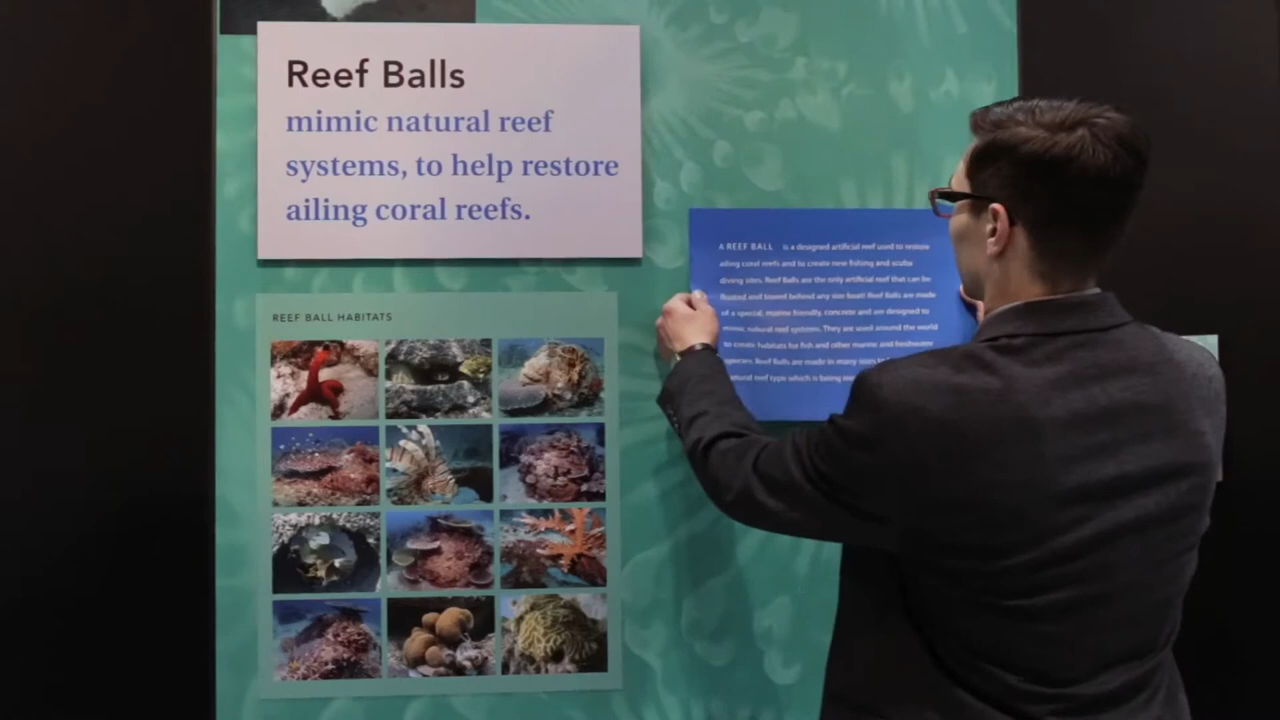 Reef Balls
mimic natural reef
systems, to help restore
ailing coral reefs.
REEF BALL HABITATS
A REEF BALL is a designed artificial reef used to restore
ailing coral reefs and to create new fishing and scuba
diving sites. Reef Balls are the only artificial reef that can be
floated and towed behind any size boat! Reef Balls are made
of a special, marine friendly, concrete and are designed to
mimic natural reef systems. They are used around the world
to create habitats for fish and other marine and freshwater
species. Reef Balls are made in many sizes to
natural reef type which is being